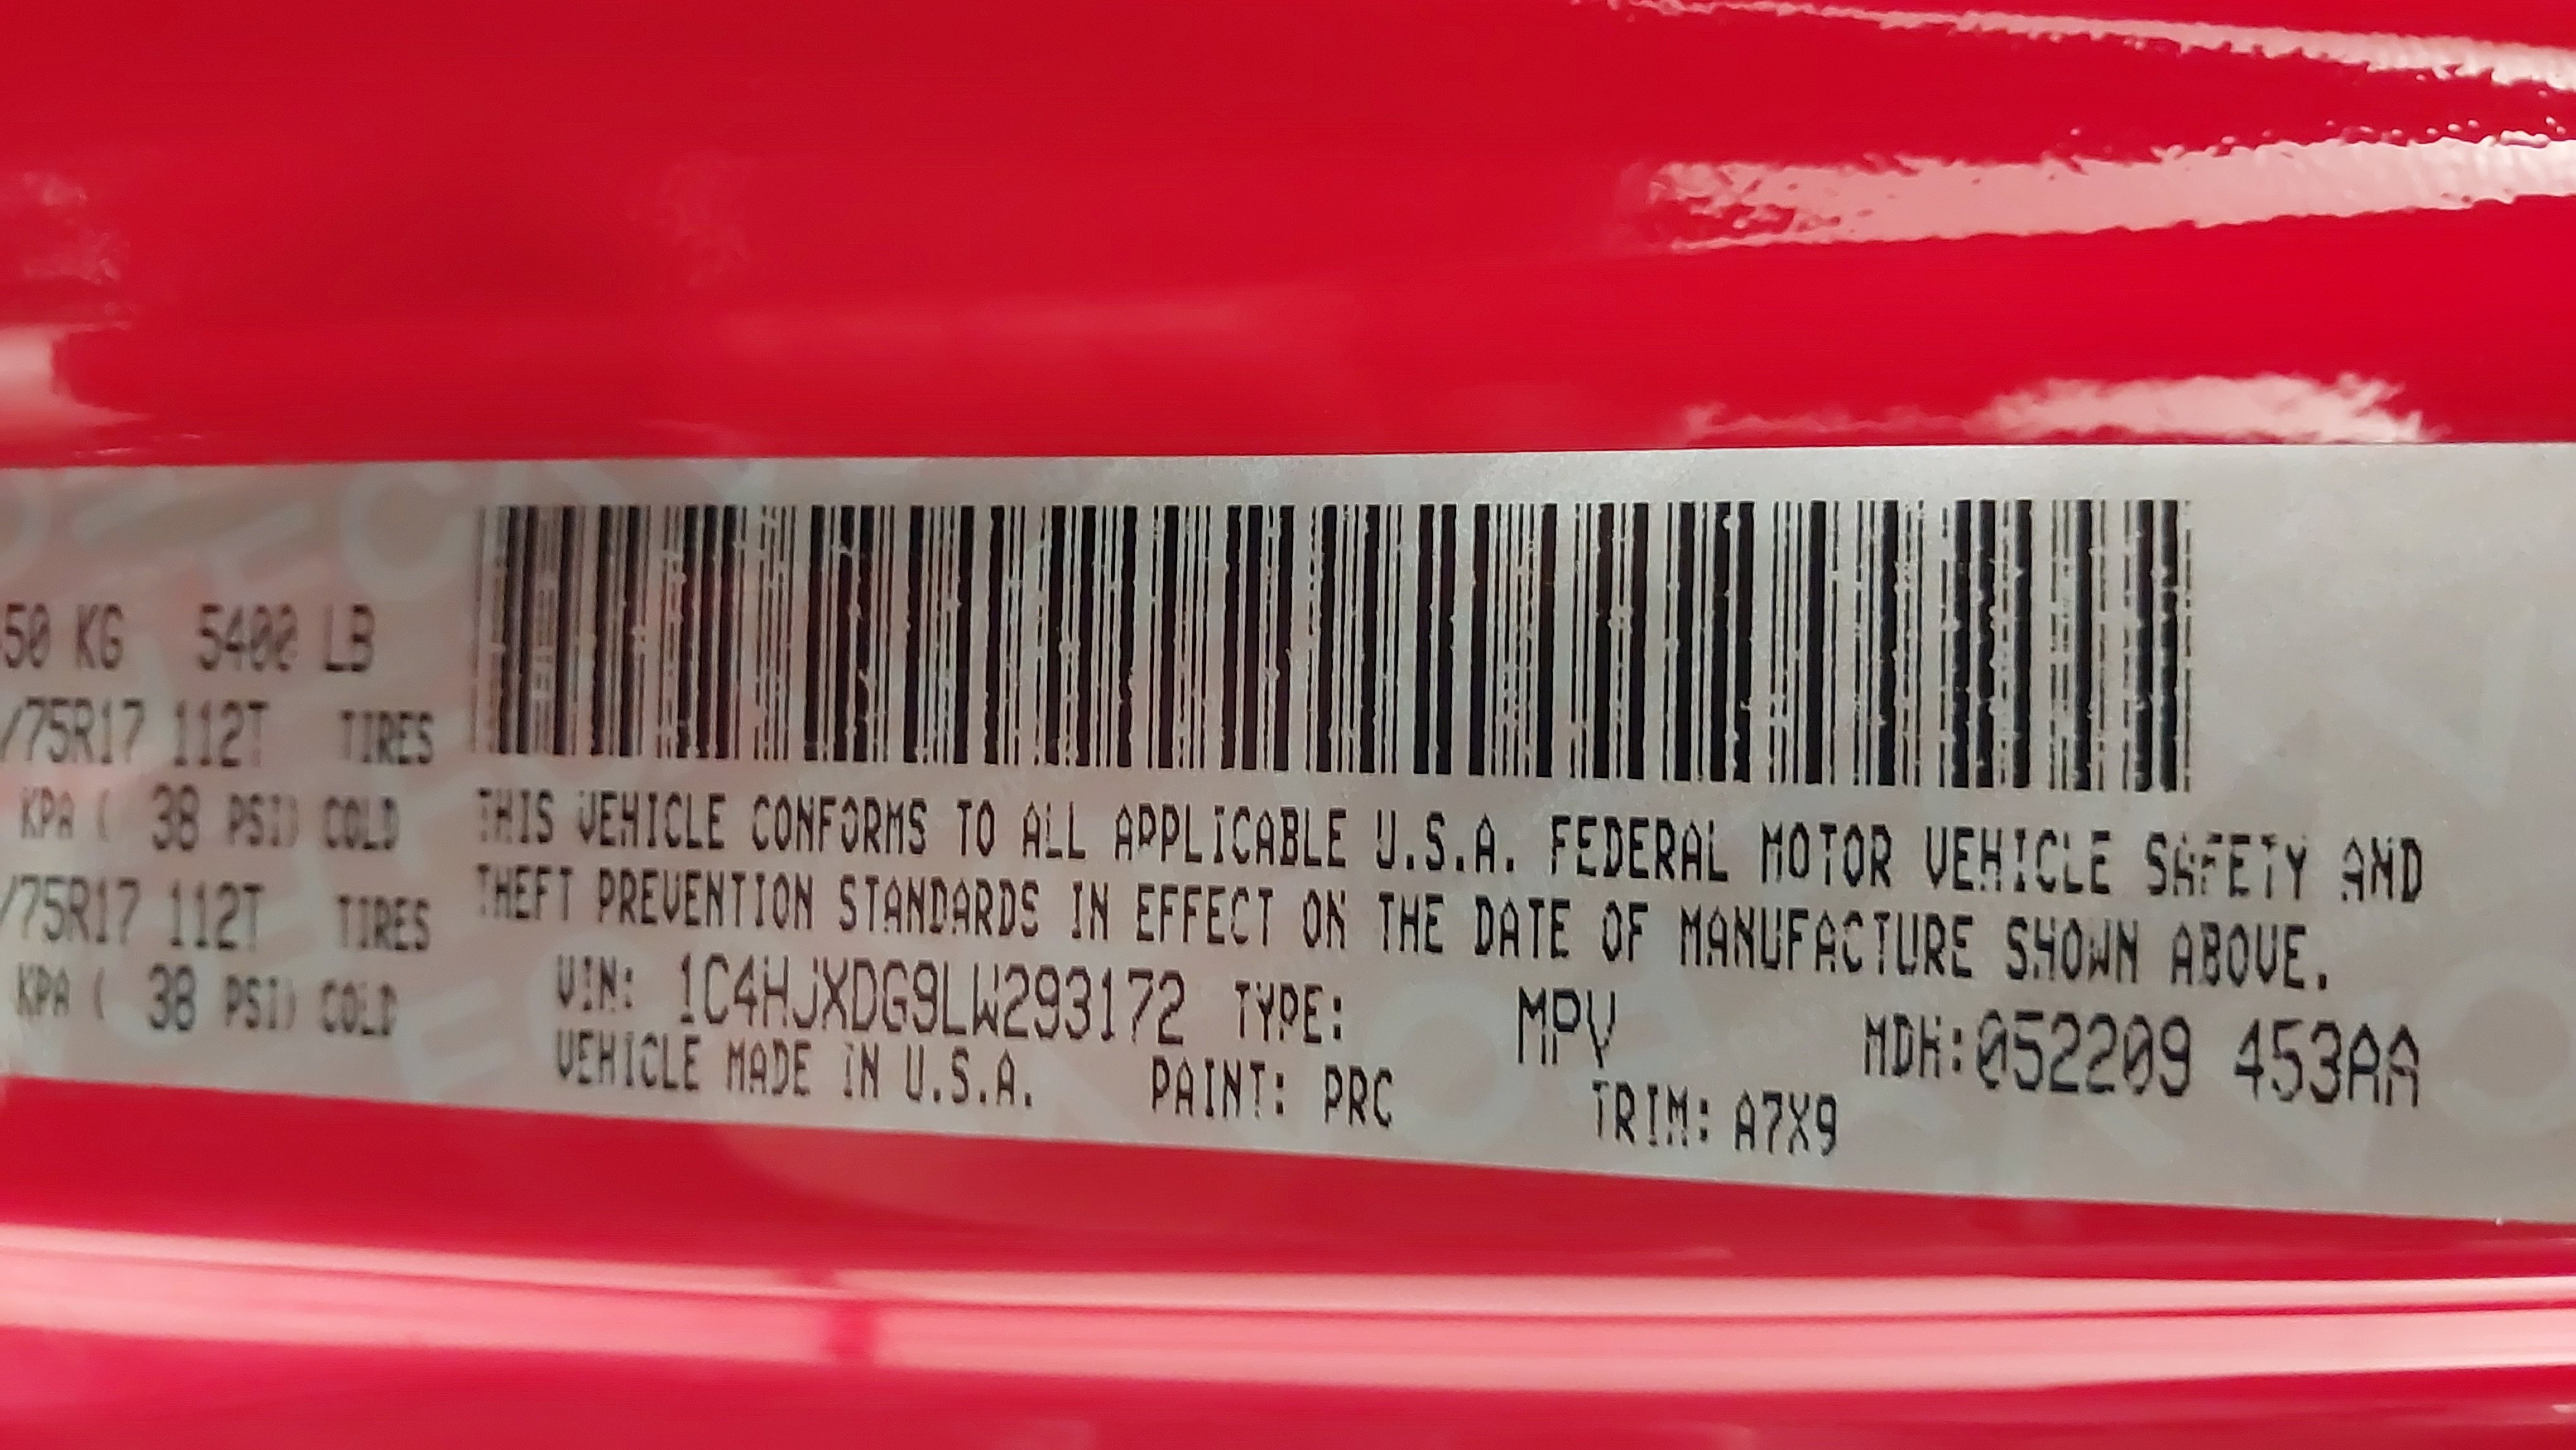 50 KG 5400 LB
/75R17 112T TIRES
KPA ( 38 PSI) COLD
/75R17 112T TIRES
KPA ( 38 PSI) COLD
THIS VEHICLE CONFORMS TO ALL APPLICABLE U.S.A. FEDERAL MOTOR VEHICLE SAFETY AND
THEFT PREVENTION STANDARDS IN EFFECT ON THE DATE OF MANUFACTURE SHOWN ABOVE.
VIN: 1C4HJXDG9LW293172 TYPE: MPV MDH:052209 453AA
VEHICLE MADE IN U.S.A. PAINT: PRC TRIM: A7X9